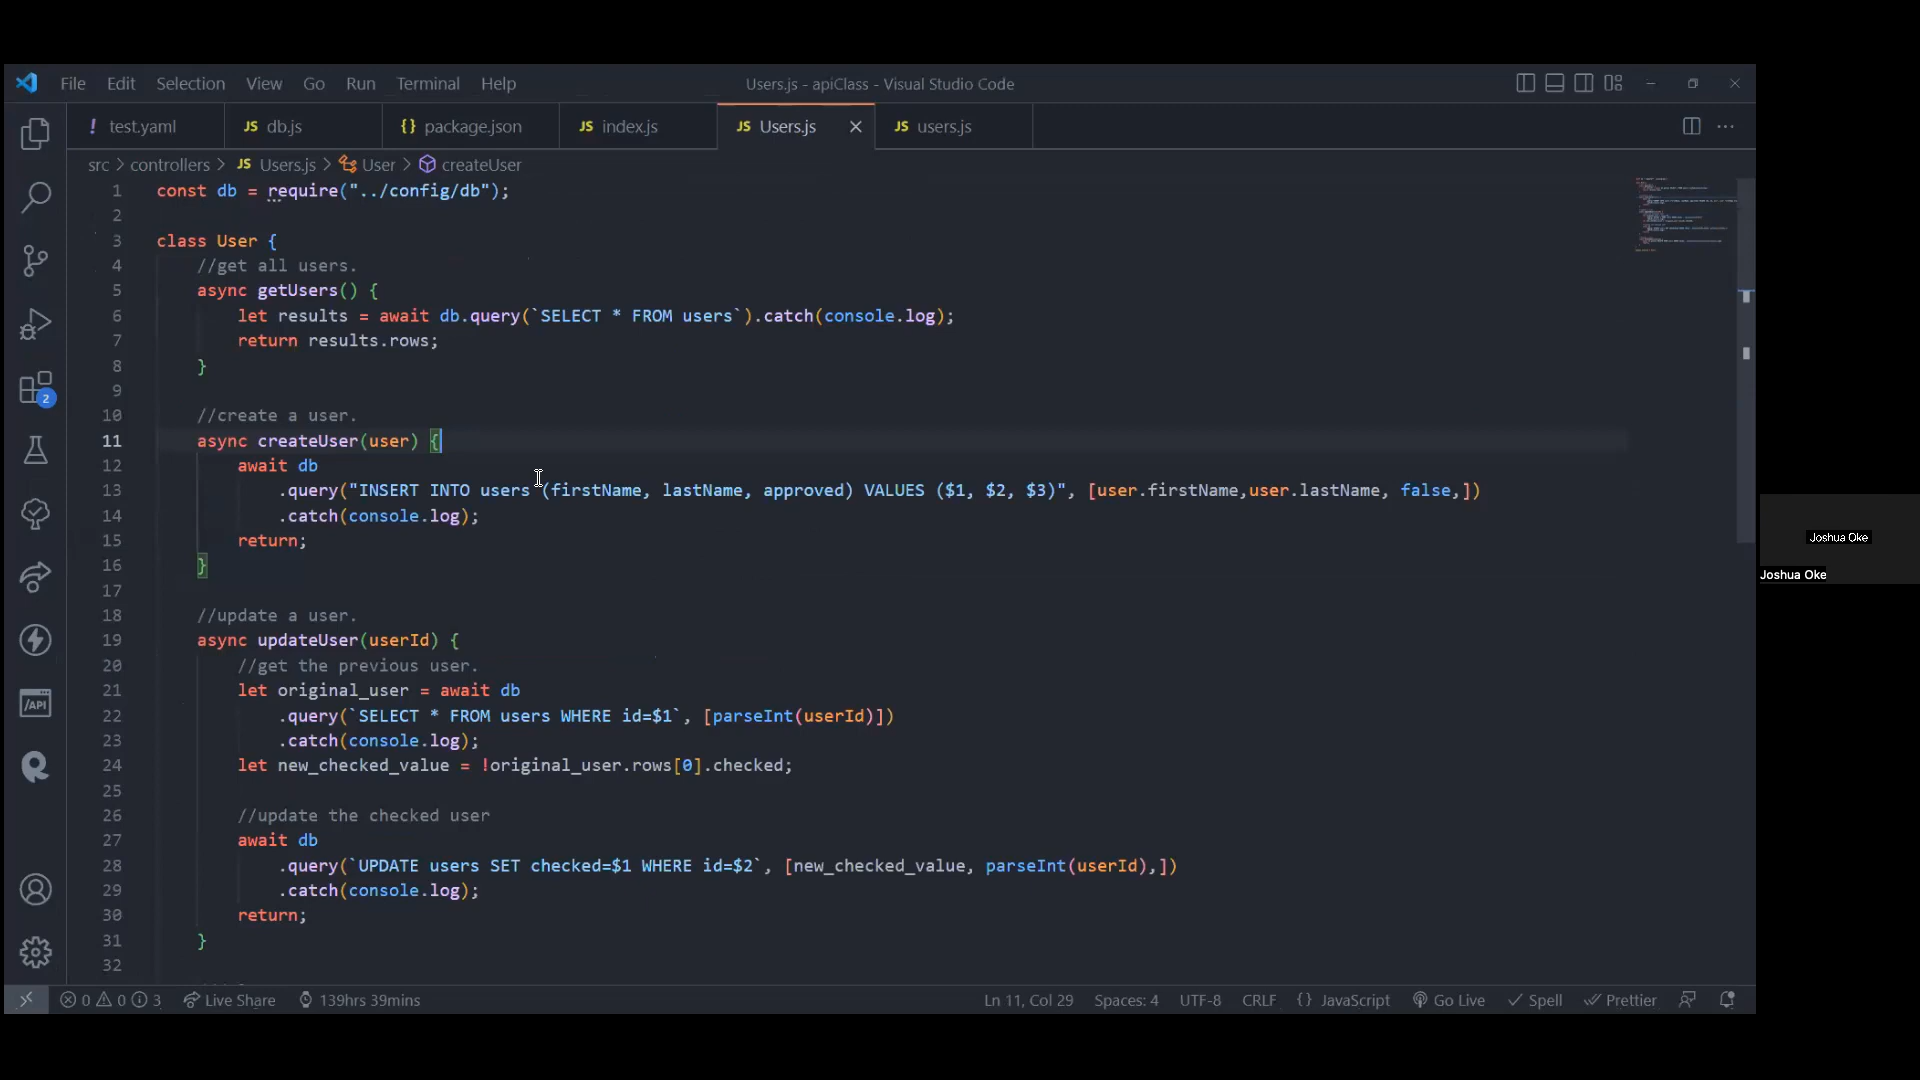 File Edit Selection View Go Run Terminal Help
Users.js - apiClass - Visual Studio Code
! test.yaml JS db.js {} package.json JS index.js JS Users.js JS users.js
src > controllers > JS Users.js > User > createUser
1 const db = require("../config/db");
2
3 class User {
4 //get all users.
5 async getUsers() {
6 let results = await db.query(`SELECT * FROM users`).catch(console.log);
7 return results.rows;
8 }
9
10 //create a user.
11 async createUser(user) {
12 await db
13 .query("INSERT INTO users (firstName, lastName, approved) VALUES ($1, $2, $3)", [user.firstName,user.lastName, false,])
14 .catch(console.log);
15 return;
16 }
17
18 //update a user.
19 async updateUser(userId) {
20 //get the previous user.
21 let original_user = await db
22 .query(`SELECT * FROM users WHERE id=$1`, [parseInt(userId)])
23 .catch(console.log);
24 let new_checked_value = !original_user.rows[0].checked;
25
26 //update the checked user
27 await db
28 .query(`UPDATE users SET checked=$1 WHERE id=$2`, [new_checked_value, parseInt(userId),])
29 .catch(console.log);
30 return;
31 }
32
2
/API
Joshua Oke
Joshua Oke
0 0 3 Live Share 139hrs 39mins Ln 11, Col 29 Spaces: 4 UTF-8 CRLF {} JavaScript Go Live Spell Prettier